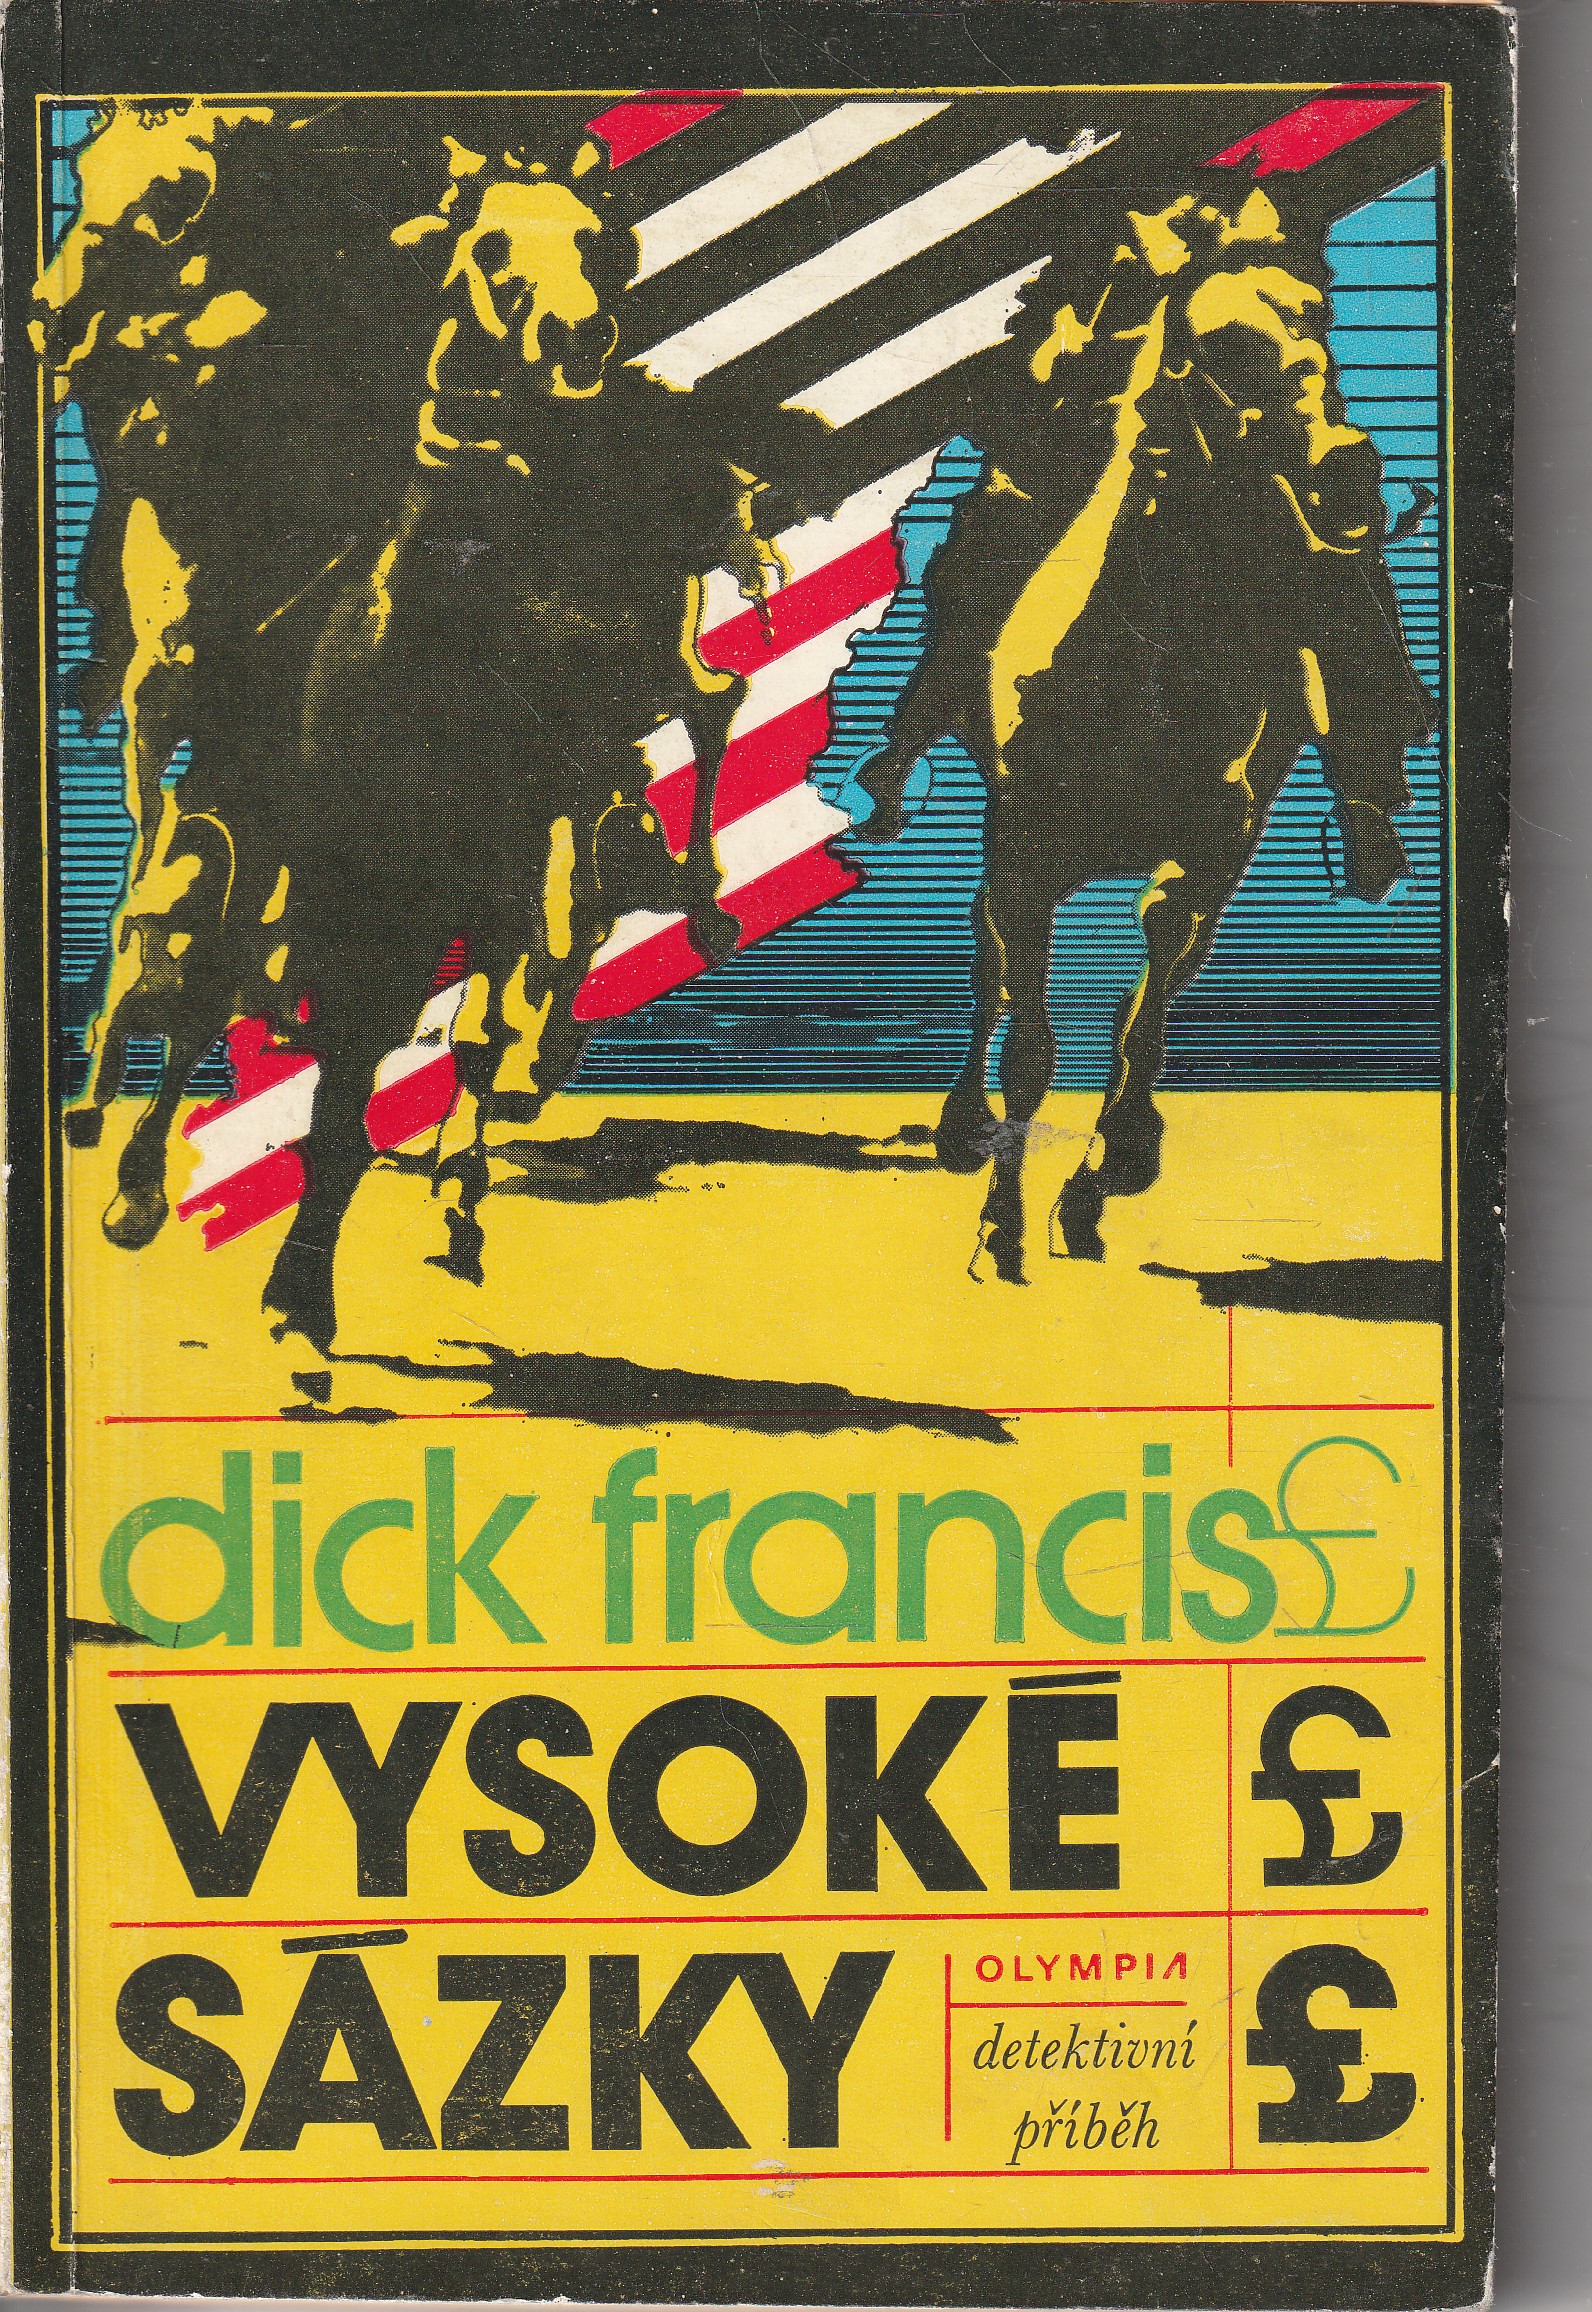 dick francis £
VYSOKÉ £
SÁZKY £
OLYMPIA
detektivní
příběh